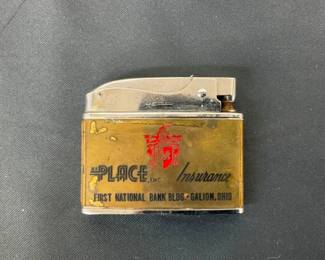 PLACE, INC. Insurance
FIRST NATIONAL BANK BLDG • GALION, OHIO